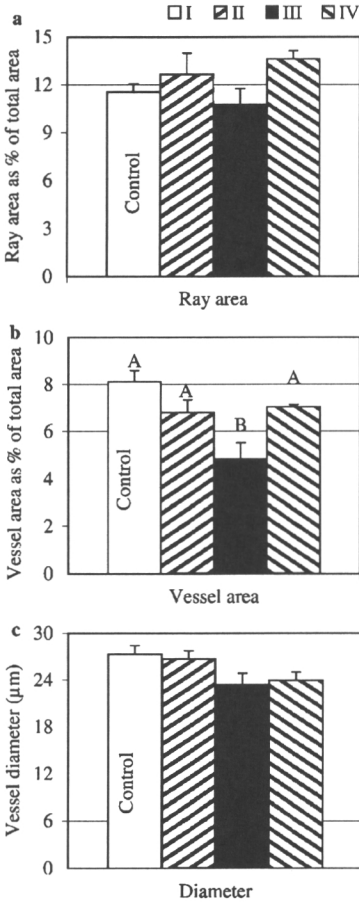 I II III IV
a
Ray area as % of total area
15
12
9
6
3
0
Control
Ray area
b
Vessel area as % of total area
10
8
6
4
2
0
A
A
B
A
Control
Vessel area
c
Vessel diameter (µm)
30
24
18
12
6
0
Control
Diameter